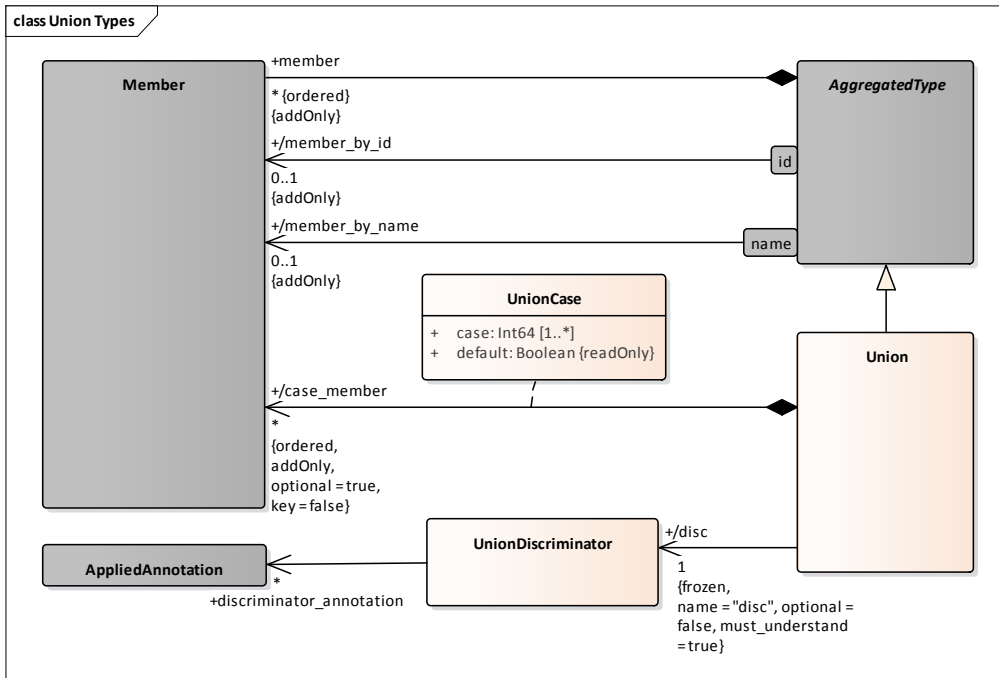 class Union Types
Member
AggregatedType
+member
* {ordered}
{addOnly}
+/member_by_id
id
0..1
{addOnly}
+/member_by_name
name
0..1
{addOnly}
UnionCase
+ case: Int64 [1..*]
+ default: Boolean {readOnly}
Union
+/case_member
*
{ordered,
addOnly,
optional = true,
key = false}
UnionDiscriminator
+/disc
1
{frozen,
name = "disc", optional =
false, must_understand
= true}
AppliedAnnotation
*
+discriminator_annotation